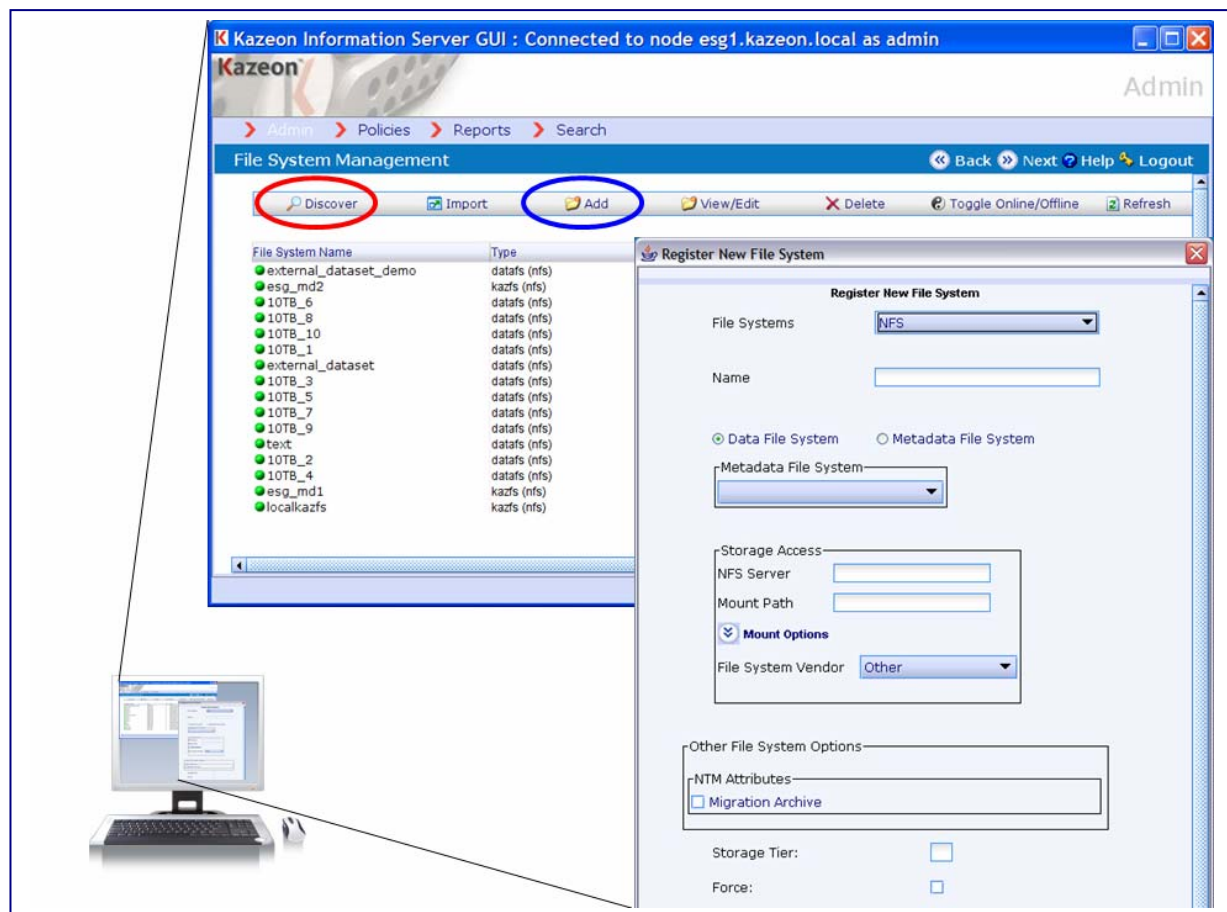 Kazeon Information Server GUI : Connected to node esg1.kazeon.local as admin
Kazeon
Admin
Admin Policies Reports Search
File System Management Back Next Help Logout
Discover Import Add View/Edit Delete Toggle Online/Offline Refresh
File System Name Type
external_dataset_demo datafs (nfs)
esg_md2 kazfs (nfs)
10TB_6 datafs (nfs)
10TB_8 datafs (nfs)
10TB_10 datafs (nfs)
10TB_1 datafs (nfs)
external_dataset datafs (nfs)
10TB_3 datafs (nfs)
10TB_5 datafs (nfs)
10TB_7 datafs (nfs)
10TB_9 datafs (nfs)
text datafs (nfs)
10TB_2 datafs (nfs)
10TB_4 datafs (nfs)
esg_md1 kazfs (nfs)
localkazfs kazfs (nfs)
Register New File System
Register New File System
File Systems NFS
Name
Data File System Metadata File System
Metadata File System
Storage Access
NFS Server
Mount Path
Mount Options
File System Vendor Other
Other File System Options
NTM Attributes
Migration Archive
Storage Tier:
Force: